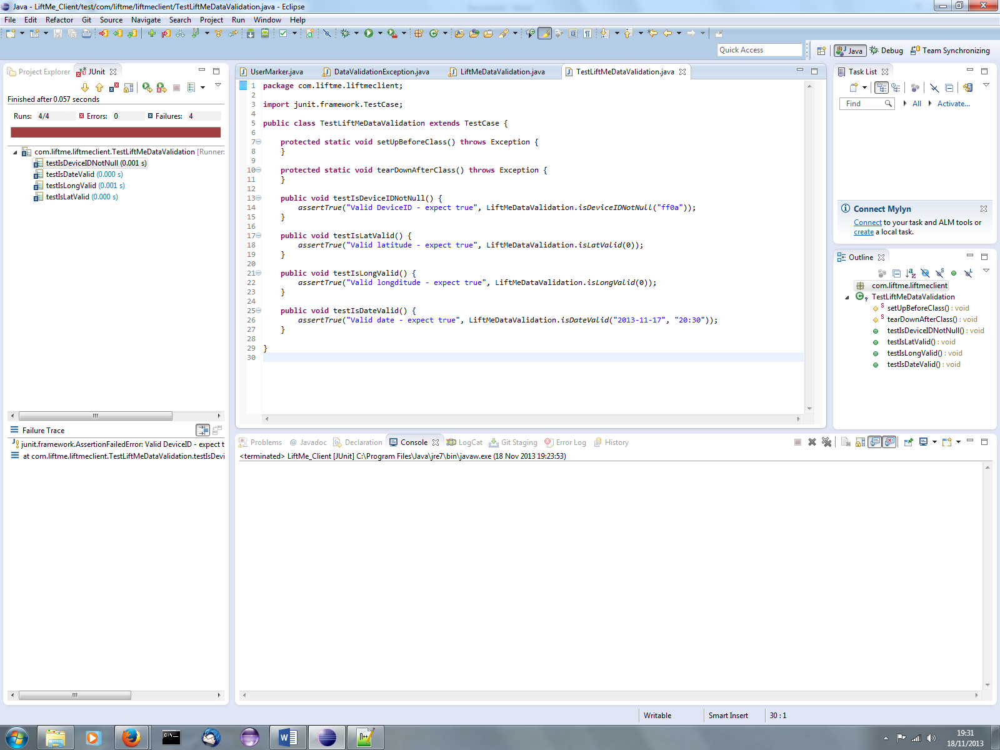 Java - LiftMe_Client/test/com/liftme/liftmeclient/TestLiftMeDataValidation.java - Eclipse
File Edit Refactor Git Source Navigate Search Project Run Window Help
Quick Access
Java Debug Team Synchronizing
Project Explorer JUnit
Finished after 0.057 seconds
Runs: 4/4 Errors: 0 Failures: 4
com.liftme.liftmeclient.TestLiftMeDataValidation [Runner:
testIsDeviceIDNotNull (0.001 s)
testIsDateValid (0.000 s)
testIsLongValid (0.001 s)
testIsLatValid (0.000 s)
Failure Trace
junit.framework.AssertionFailedError: Valid DeviceID - expect t
at com.liftme.liftmeclient.TestLiftMeDataValidation.testIsDevi
UserMarker.java DataValidationException.java LiftMeDataValidation.java TestLiftMeDataValidation.java
1 package com.liftme.liftmeclient;
2
3 import junit.framework.TestCase;
4
5 public class TestLiftMeDataValidation extends TestCase {
6
7 protected static void setUpBeforeClass() throws Exception {
8 }
9
10 protected static void tearDownAfterClass() throws Exception {
11 }
12
13 public void testIsDeviceIDNotNull() {
14 assertTrue("Valid DeviceID - expect true", LiftMeDataValidation.isDeviceIDNotNull("ff0a"));
15 }
16
17 public void testIsLatValid() {
18 assertTrue("Valid latitude - expect true", LiftMeDataValidation.isLatValid(0));
19 }
20
21 public void testIsLongValid() {
22 assertTrue("Valid longditude - expect true", LiftMeDataValidation.isLongValid(0));
23 }
24
25 public void testIsDateValid() {
26 assertTrue("Valid date - expect true", LiftMeDataValidation.isDateValid("2013-11-17", "20:30"));
27 }
28
29 }
30
Task List
Find All Activate...
Connect Mylyn
Connect to your task and ALM tools or
create a local task.
Outline
com.liftme.liftmeclient
TestLiftMeDataValidation
setUpBeforeClass() : void
tearDownAfterClass() : void
testIsDeviceIDNotNull() : void
testIsLatValid() : void
testIsLongValid() : void
testIsDateValid() : void
Problems Javadoc Declaration Console LogCat Git Staging Error Log History
<terminated> LiftMe_Client [JUnit] C:\Program Files\Java\jre7\bin\javaw.exe (18 Nov 2013 19:23:53)
Writable Smart Insert 30 : 1
19:31
18/11/2013